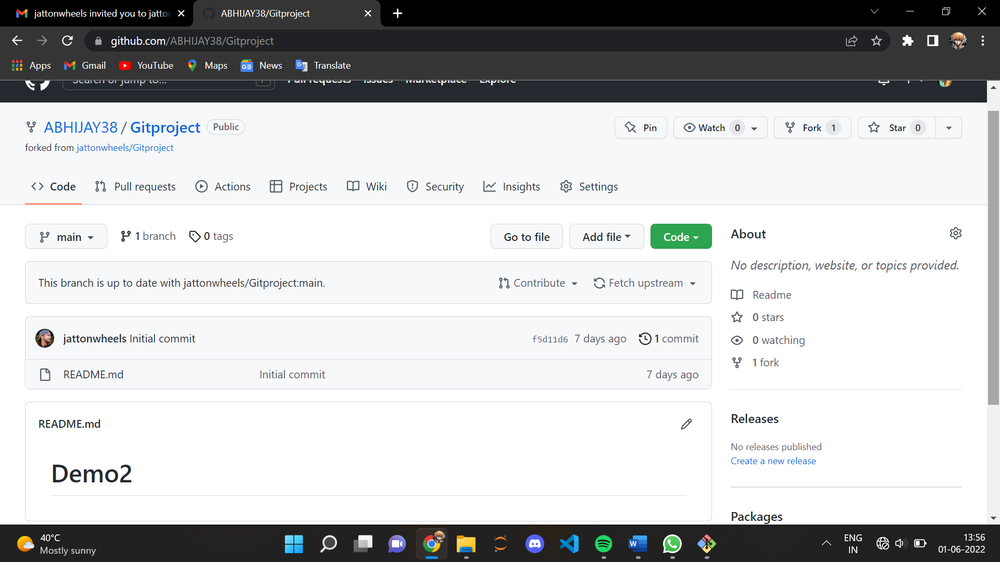 jattonwheels invited you to jatton
ABHIJAY38/Gitproject
github.com/ABHIJAY38/Gitproject
Apps Gmail YouTube Maps News Translate
Search or jump to... /
Pull requests Issues Marketplace Explore
ABHIJAY38 / Gitproject Public
Pin Watch 0 Fork 1 Star 0
forked from jattonwheels/Gitproject
Code Pull requests Actions Projects Wiki Security Insights Settings
main 1 branch 0 tags Go to file Add file Code
This branch is up to date with jattonwheels/Gitproject:main. Contribute Fetch upstream
jattonwheels Initial commit f5d11d6 7 days ago 1 commit
README.md Initial commit 7 days ago
README.md
Demo2
About
No description, website, or topics provided.
Readme
0 stars
0 watching
1 fork
Releases
No releases published
Create a new release
Packages
40°C
Mostly sunny
ENG
IN
13:56
01-06-2022